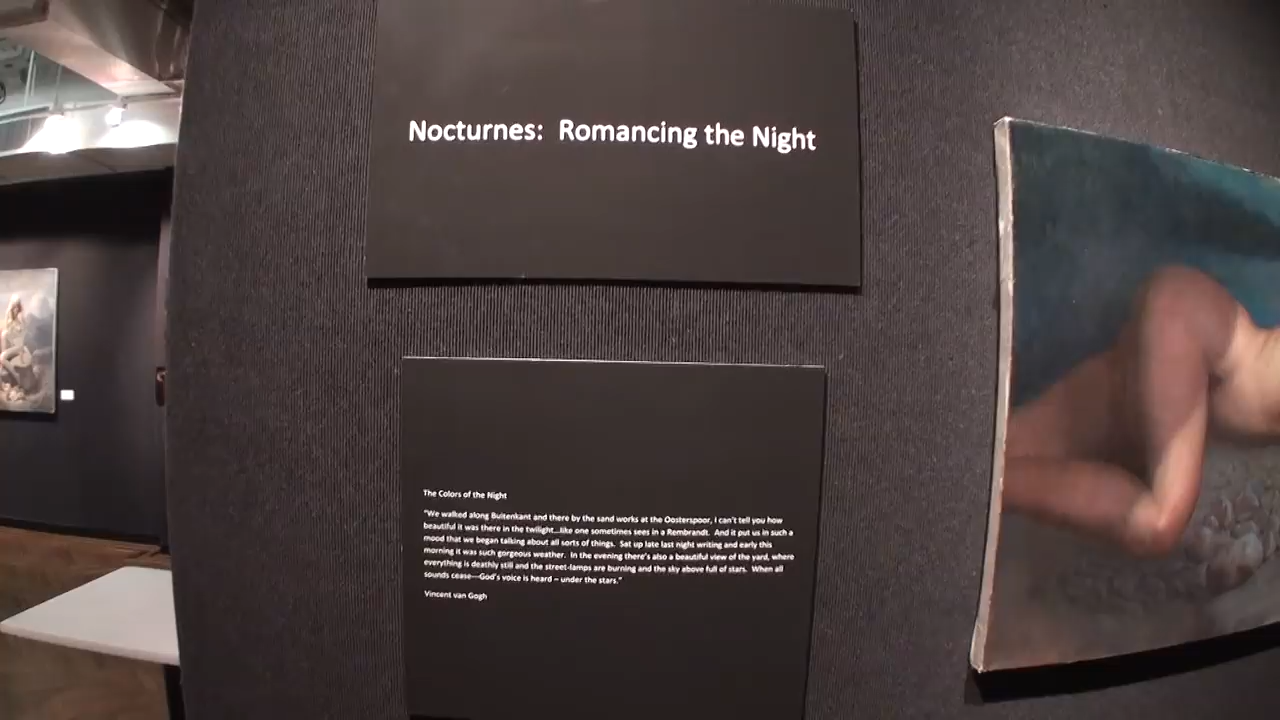 Nocturnes:  Romancing the Night
The Colors of the Night
"We walked along Buitenkant and there by the sand works at the Oosterspoor, I can't tell you how
beautiful it was there in the twilight...like one sometimes sees in a Rembrandt.  And it put us in such a
mood that we began talking about all sorts of things.  Sat up late last night writing and early this
morning it was such gorgeous weather.  In the evening there's also a beautiful view of the yard, where
everything is deathly still and the street-lamps are burning and the sky above full of stars.  When all
sounds cease—God's voice is heard – under the stars."
Vincent van Gogh